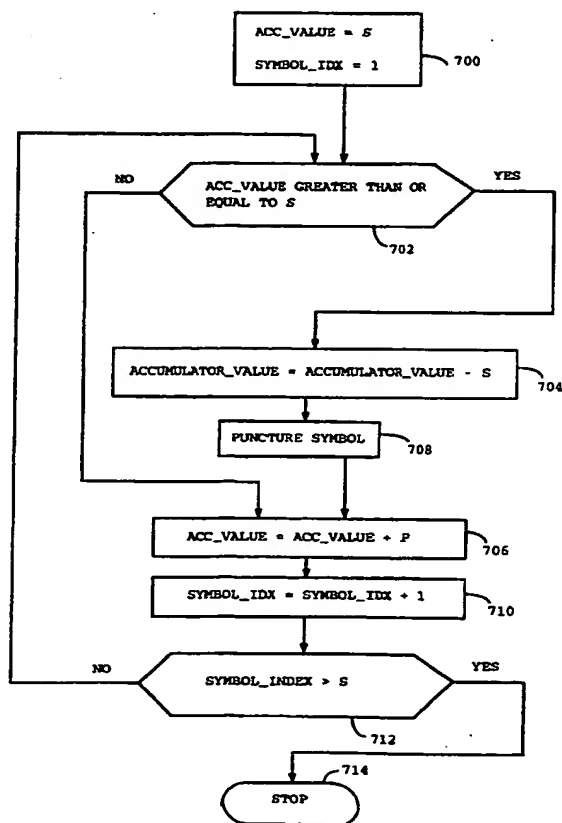 ACC_VALUE = S
SYMBOL_IDX = 1
700
NO
YES
ACC_VALUE GREATER THAN OR
EQUAL TO S
702
ACCUMULATOR_VALUE = ACCUMULATOR_VALUE - S
704
PUNCTURE SYMBOL
708
ACC_VALUE = ACC_VALUE + P
706
SYMBOL_IDX = SYMBOL_IDX + 1
710
NO
YES
SYMBOL_INDEX > S
712
714
STOP